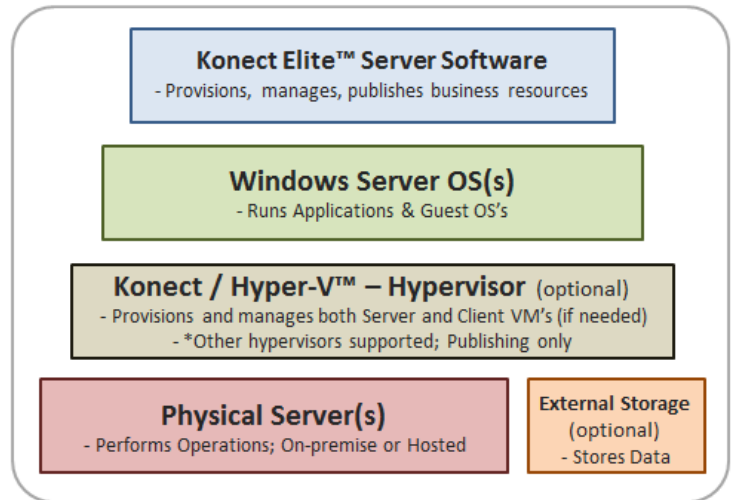 Konect Elite™ Server Software
- Provisions, manages, publishes business resources
Windows Server OS(s)
- Runs Applications & Guest OS's
Konect / Hyper-V™ – Hypervisor (optional)
- Provisions and manages both Server and Client VM's (if needed)
- *Other hypervisors supported; Publishing only
Physical Server(s)
- Performs Operations; On-premise or Hosted
External Storage
(optional)
- Stores Data